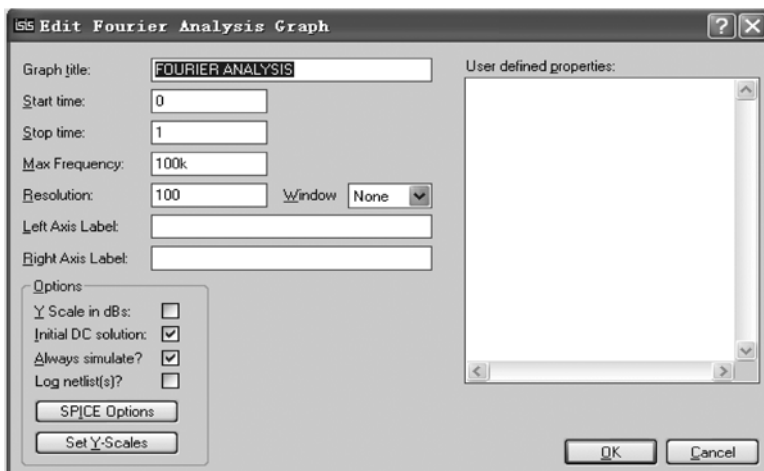 ISIS Edit Fourier Analysis Graph
Graph title: FOURIER ANALYSIS
Start time: 0
Stop time: 1
Max Frequency: 100k
Resolution: 100 Window None
Left Axis Label:
Right Axis Label:
Options
Y Scale in dBs:
Initial DC solution:
Always simulate?
Log netlist(s)?
SPICE Options
Set Y-Scales
User defined properties:
OK Cancel